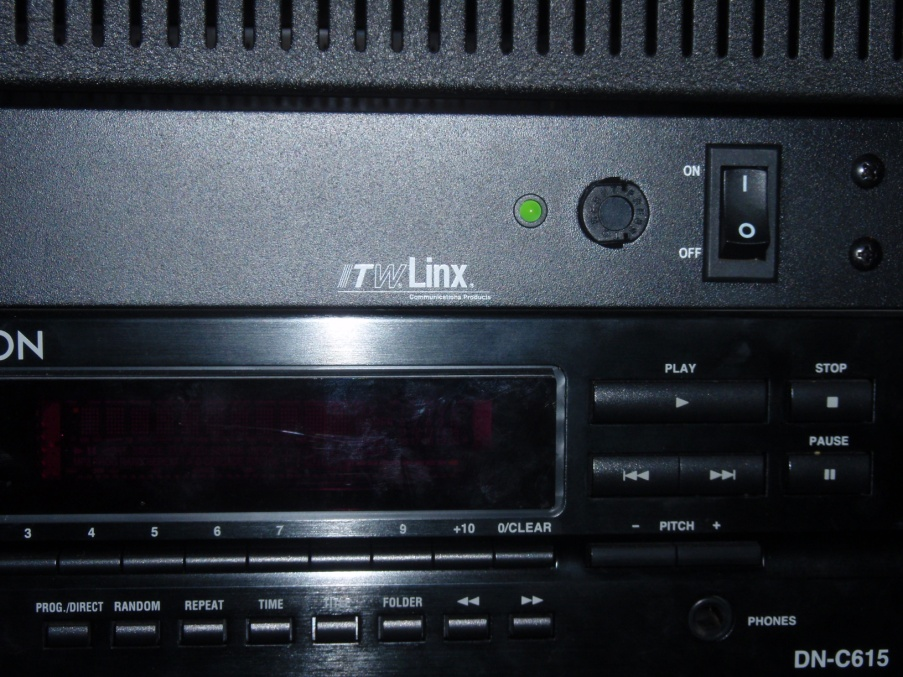 ON
OFF
ITW Linx
Communications Products
ON
PLAY
STOP
PAUSE
3 4 5 6 7 9 +10 0/CLEAR
- PITCH +
PROG./DIRECT RANDOM REPEAT TIME FOLDER
PHONES
DN-C615